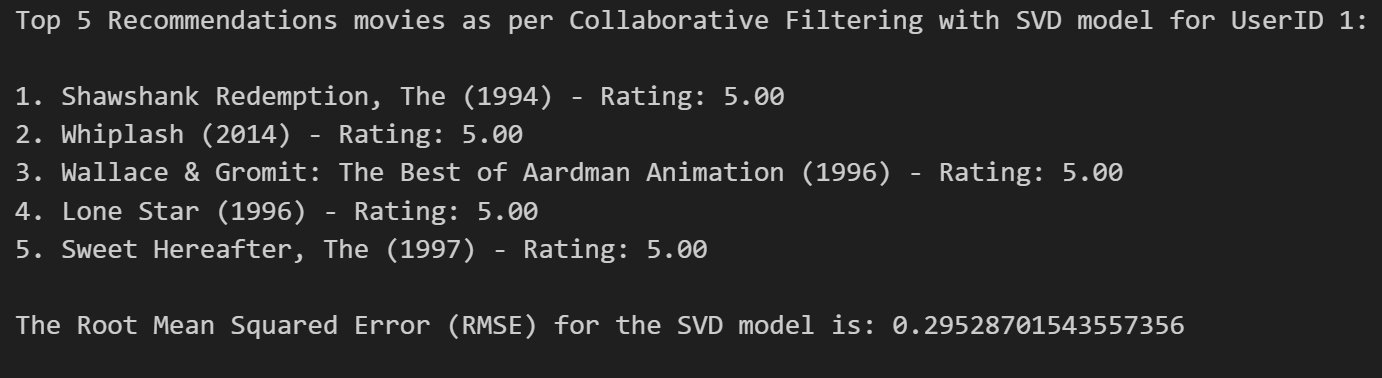 Top 5 Recommendations movies as per Collaborative Filtering with SVD model for UserID 1:
1. Shawshank Redemption, The (1994) - Rating: 5.00
2. Whiplash (2014) - Rating: 5.00
3. Wallace & Gromit: The Best of Aardman Animation (1996) - Rating: 5.00
4. Lone Star (1996) - Rating: 5.00
5. Sweet Hereafter, The (1997) - Rating: 5.00
The Root Mean Squared Error (RMSE) for the SVD model is: 0.29528701543557356